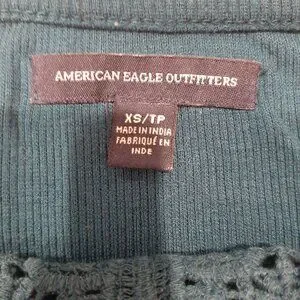 AMERICAN EAGLE OUTFITTERS
XS/TP
MADE IN INDIA
FABRIQUÉ EN
INDE